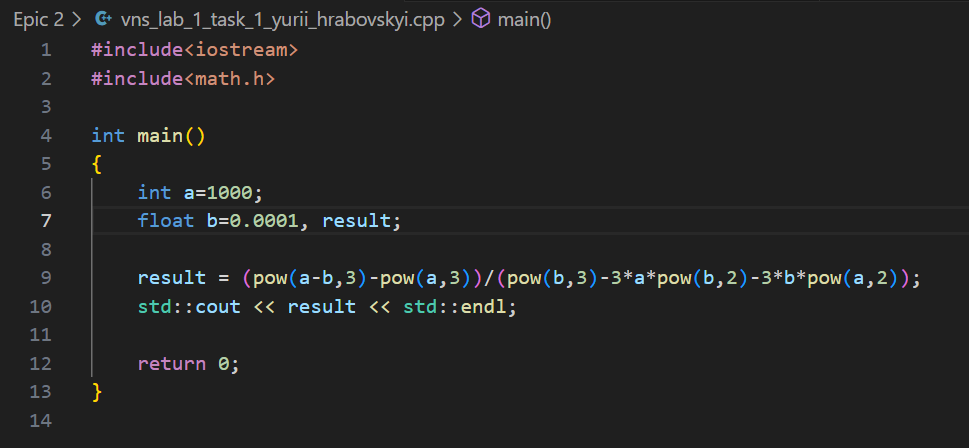 Epic 2 > vns_lab_1_task_1_yurii_hrabovskyi.cpp > main()
1 #include<iostream>
2 #include<math.h>
3
4 int main()
5 {
6     int a=1000;
7     float b=0.0001, result;
8
9     result = (pow(a-b,3)-pow(a,3))/(pow(b,3)-3*a*pow(b,2)-3*b*pow(a,2));
10     std::cout << result << std::endl;
11
12     return 0;
13 }
14